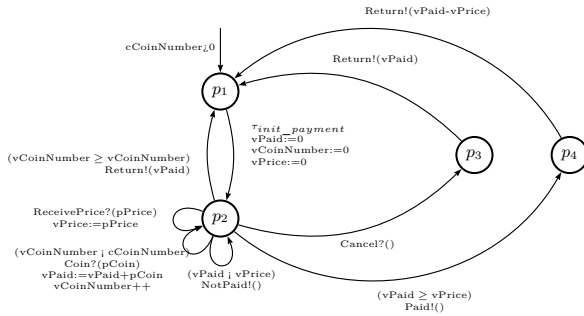 Return!(vPaid-vPrice)
cCoinNumber¿0
Return!(vPaid)
p1
τinit_payment
vPaid:=0
vCoinNumber:=0
vPrice:=0
p3
p4
(vCoinNumber ≥ vCoinNumber)
Return!(vPaid)
ReceivePrice?(pPrice)
vPrice:=pPrice
p2
Cancel?()
(vCoinNumber ¡ cCoinNumber)
Coin?(pCoin)
vPaid:=vPaid+pCoin
vCoinNumber++
(vPaid ¡ vPrice)
NotPaid!()
(vPaid ≥ vPrice)
Paid!()